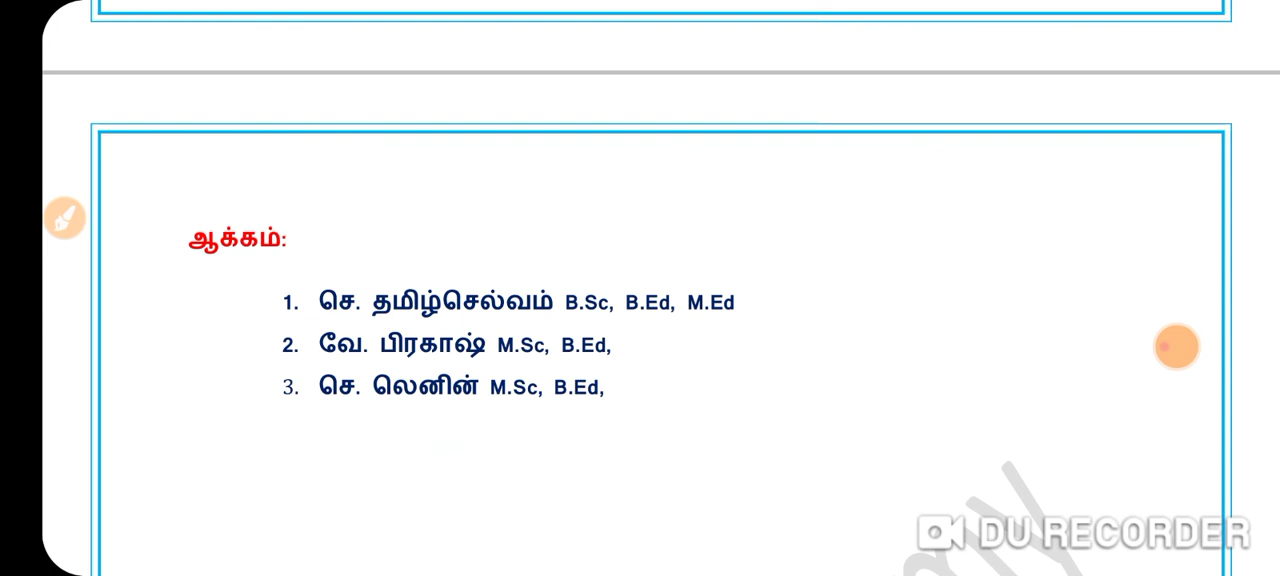 ஆக்கம்:
1. செ. தமிழ்செல்வம் B.Sc, B.Ed, M.Ed
2. வே. பிரகாஷ் M.Sc, B.Ed,
3. செ. லெனின் M.Sc, B.Ed,
DU RECORDER